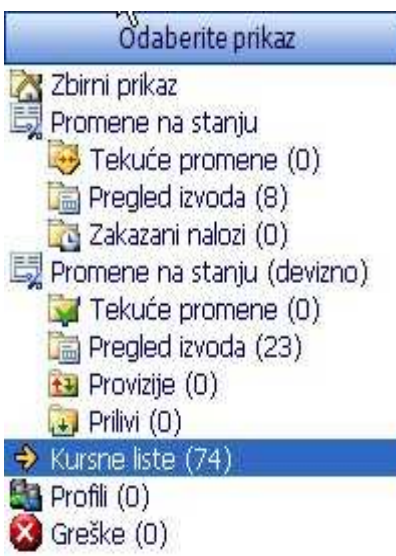 Odaberite prikaz
Zbirni prikaz
Promene na stanju
Tekuće promene (0)
Pregled izvoda (8)
Zakazani nalozi (0)
Promene na stanju (devizno)
Tekuće promene (0)
Pregled izvoda (23)
Provizije (0)
Prilivi (0)
Kursne liste (74)
Profili (0)
Greške (0)